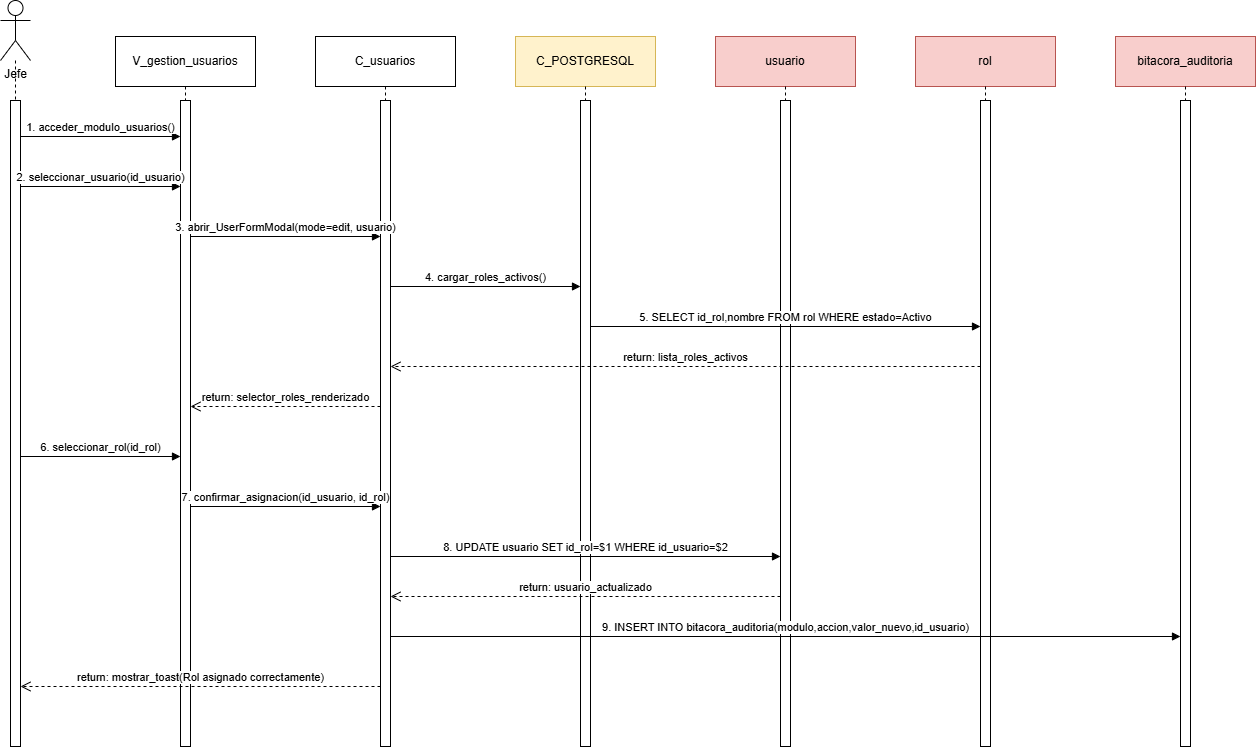 Jefe
V_gestion_usuarios
C_usuarios
C_POSTGRESQL
usuario
rol
bitacora_auditoria
1. acceder_modulo_usuarios()
2. seleccionar_usuario(id_usuario)
3. abrir_UserFormModal(mode=edit, usuario)
4. cargar_roles_activos()
5. SELECT id_rol,nombre FROM rol WHERE estado=Activo
return: lista_roles_activos
return: selector_roles_renderizado
6. seleccionar_rol(id_rol)
7. confirmar_asignacion(id_usuario, id_rol)
8. UPDATE usuario SET id_rol=$1 WHERE id_usuario=$2
return: usuario_actualizado
9. INSERT INTO bitacora_auditoria(modulo,accion,valor_nuevo,id_usuario)
return: mostrar_toast(Rol asignado correctamente)